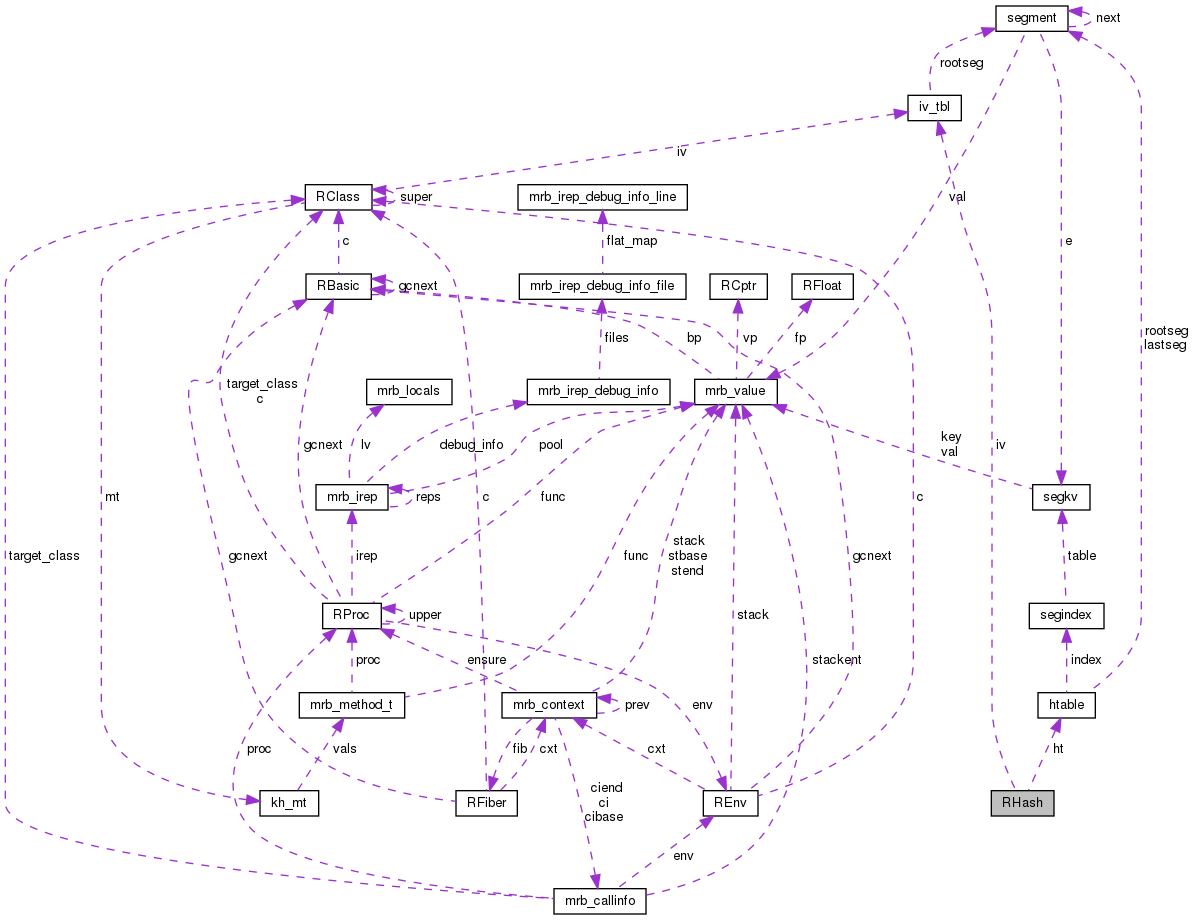 segment
next
rootseg
iv_tbl
iv
RClass
super
mrb_irep_debug_info_line
val
flat_map
e
c
RBasic
gcnext
mrb_irep_debug_info_file
RCptr
RFloat
rootseg
lastseg
files
bp
vp
fp
target_class
c
mrb_locals
mrb_irep_debug_info
mrb_value
gcnext
lv
debug_info
pool
key
val
iv
mt
mrb_irep
reps
func
c
c
segkv
target_class
gcnext
irep
func
stack
stbase
stend
gcnext
table
RProc
upper
stack
segindex
proc
ensure
stackent
index
mrb_method_t
mrb_context
prev
env
htable
proc
vals
fib
cxt
cxt
ht
kh_mt
RFiber
ciend
ci
cibase
REnv
RHash
env
mrb_callinfo